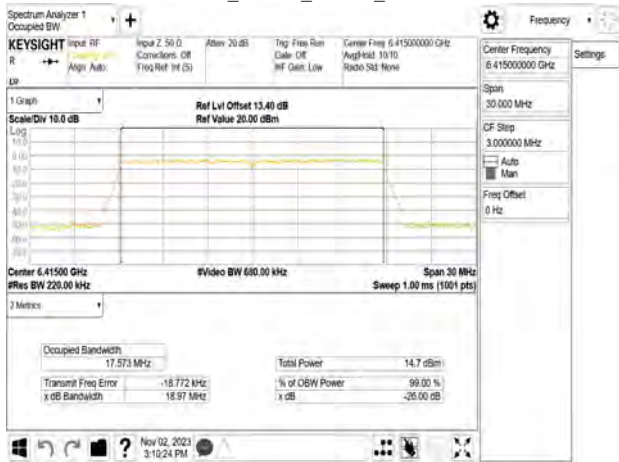 Spectrum Analyzer 1
Occupied BW
+
Frequency
KEYSIGHT
R
Input: RF
Align: Auto
Input Z: 50 Ω
Corrections: Off
Freq Ref: Int (S)
Atten: 20 dB
Trig: Free Run
Gate: Off
#IF Gain: Low
Center Freq: 6.415000000 GHz
Avg|Hold: 10/10
Radio Std: None
Center Frequency
6.415000000 GHz
Settings
Span
30.000 MHz
CF Step
3.000000 MHz
Auto
Man
Freq Offset
0 Hz
1 Graph
Scale/Div 10.0 dB
Log
Ref Lvl Offset 13.40 dB
Ref Value 20.00 dBm
10.0
0.00
Center 6.41500 GHz
#Res BW 220.00 kHz
#Video BW 680.00 kHz
Span 30 MHz
Sweep 1.00 ms (1001 pts)
2 Metrics
Occupied Bandwidth
17.573 MHz
Total Power
14.7 dBm
Transmit Freq Error
-18.772 kHz
% of OBW Power
99.00 %
x dB Bandwidth
18.97 MHz
x dB
-26.00 dB
?
Nov 02, 2023
3:10:24 PM